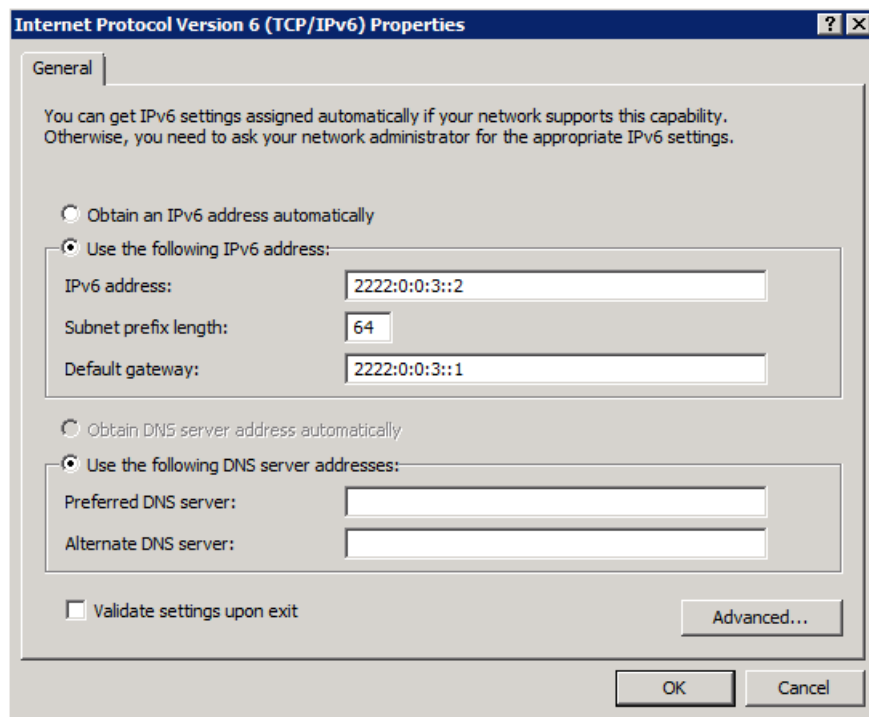 Internet Protocol Version 6 (TCP/IPv6) Properties
General
You can get IPv6 settings assigned automatically if your network supports this capability.
Otherwise, you need to ask your network administrator for the appropriate IPv6 settings.
Obtain an IPv6 address automatically
Use the following IPv6 address:
IPv6 address: 2222:0:0:3::2
Subnet prefix length: 64
Default gateway: 2222:0:0:3::1
Obtain DNS server address automatically
Use the following DNS server addresses:
Preferred DNS server:
Alternate DNS server:
Validate settings upon exit
Advanced...
OK Cancel